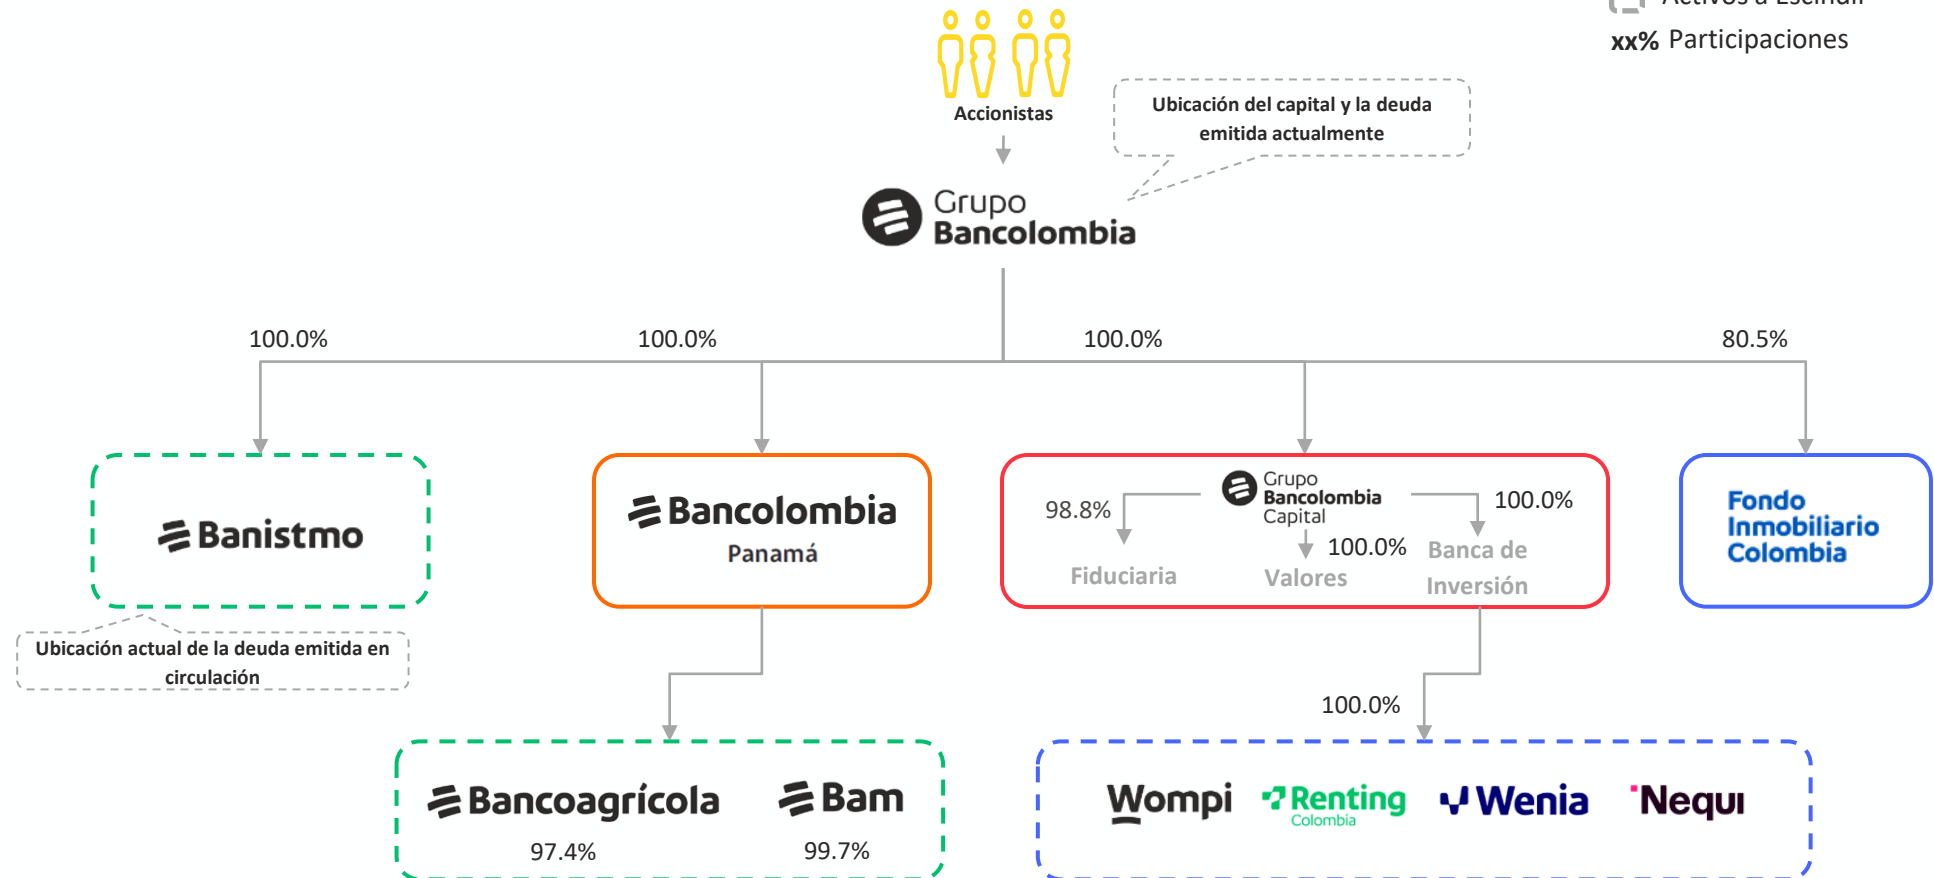 Activos a Escindir
xx% Participaciones
Accionistas
Ubicación del capital y la deuda
emitida actualmente
Grupo
Bancolombia
100.0%
100.0%
100.0%
80.5%
Banistmo
Bancolombia
Panamá
Grupo
Bancolombia
Capital
98.8%
100.0%
100.0%
Fiduciaria
Valores
Banca de
Inversión
Fondo
Inmobiliario
Colombia
Ubicación actual de la deuda emitida en
circulación
100.0%
Bancoagrícola
97.4%
Bam
99.7%
Wompi
Renting
Colombia
Wenia
Nequi